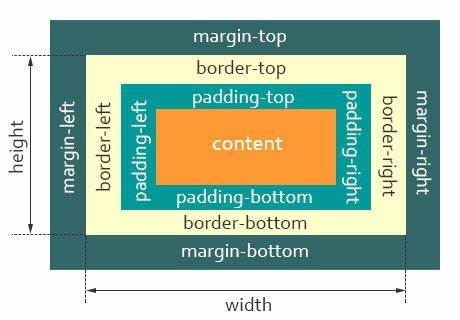 margin-top
border-top
padding-top
height
margin-left
border-left
padding-left
content
padding-right
border-right
margin-right
padding-bottom
border-bottom
margin-bottom
width